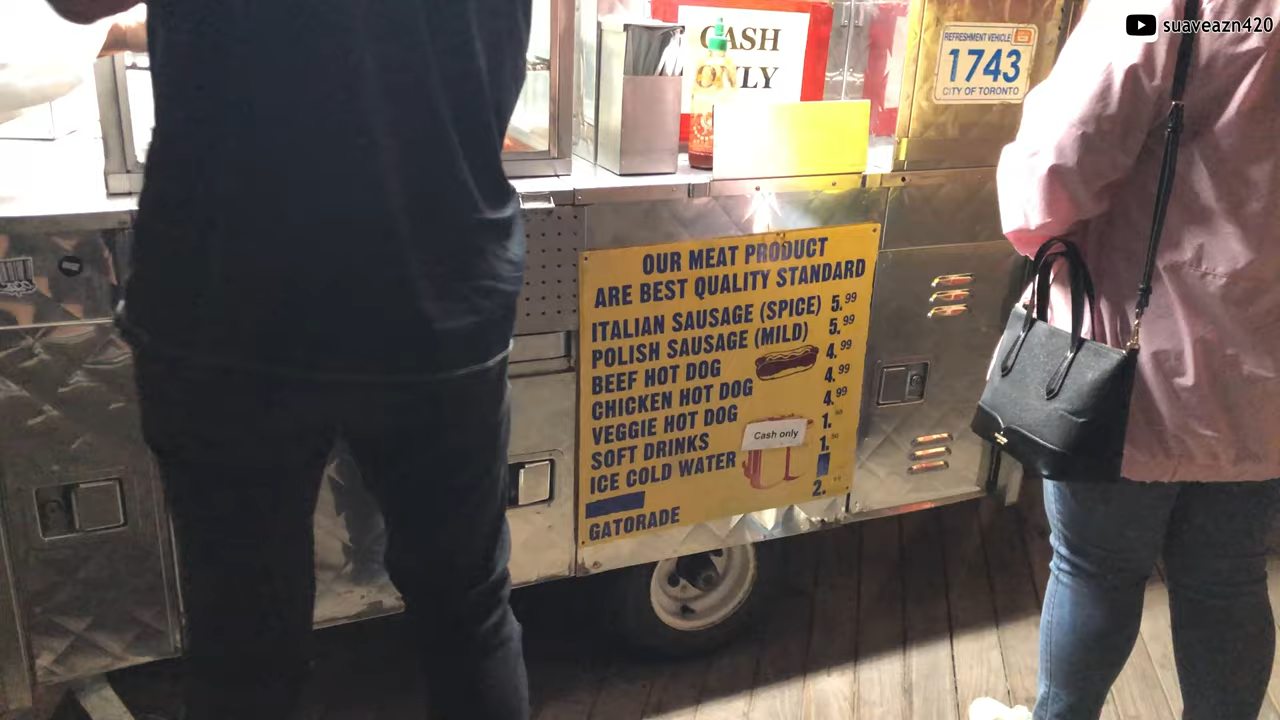 suaveazn420
CASH
ONLY
REFRESHMENT VEHICLE
1743
CITY OF TORONTO
OUR MEAT PRODUCT
ARE BEST QUALITY STANDARD
ITALIAN SAUSAGE (SPICE) 5.99
POLISH SAUSAGE (MILD) 5.99
BEEF HOT DOG 4.99
CHICKEN HOT DOG 4.99
VEGGIE HOT DOG 4.99
SOFT DRINKS 1.
Cash only
ICE COLD WATER 1.
GATORADE 2.